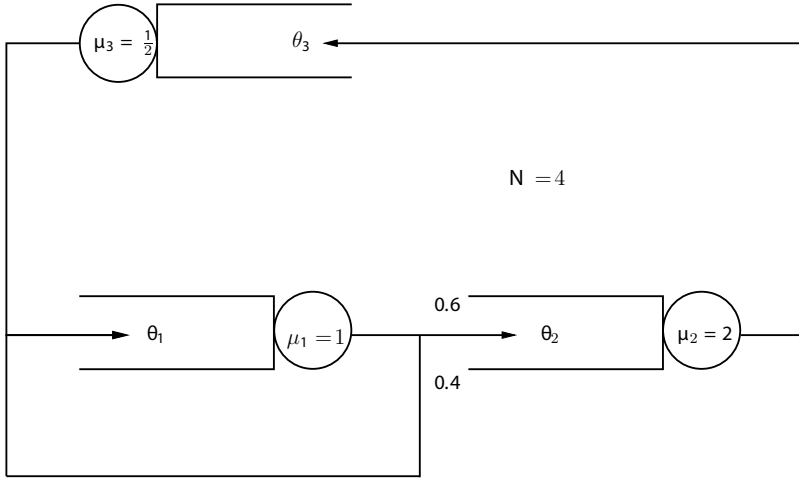 μ₃ = 1/2
θ₃
N = 4
0.6
θ₁
μ₁ = 1
θ₂
μ₂ = 2
0.4